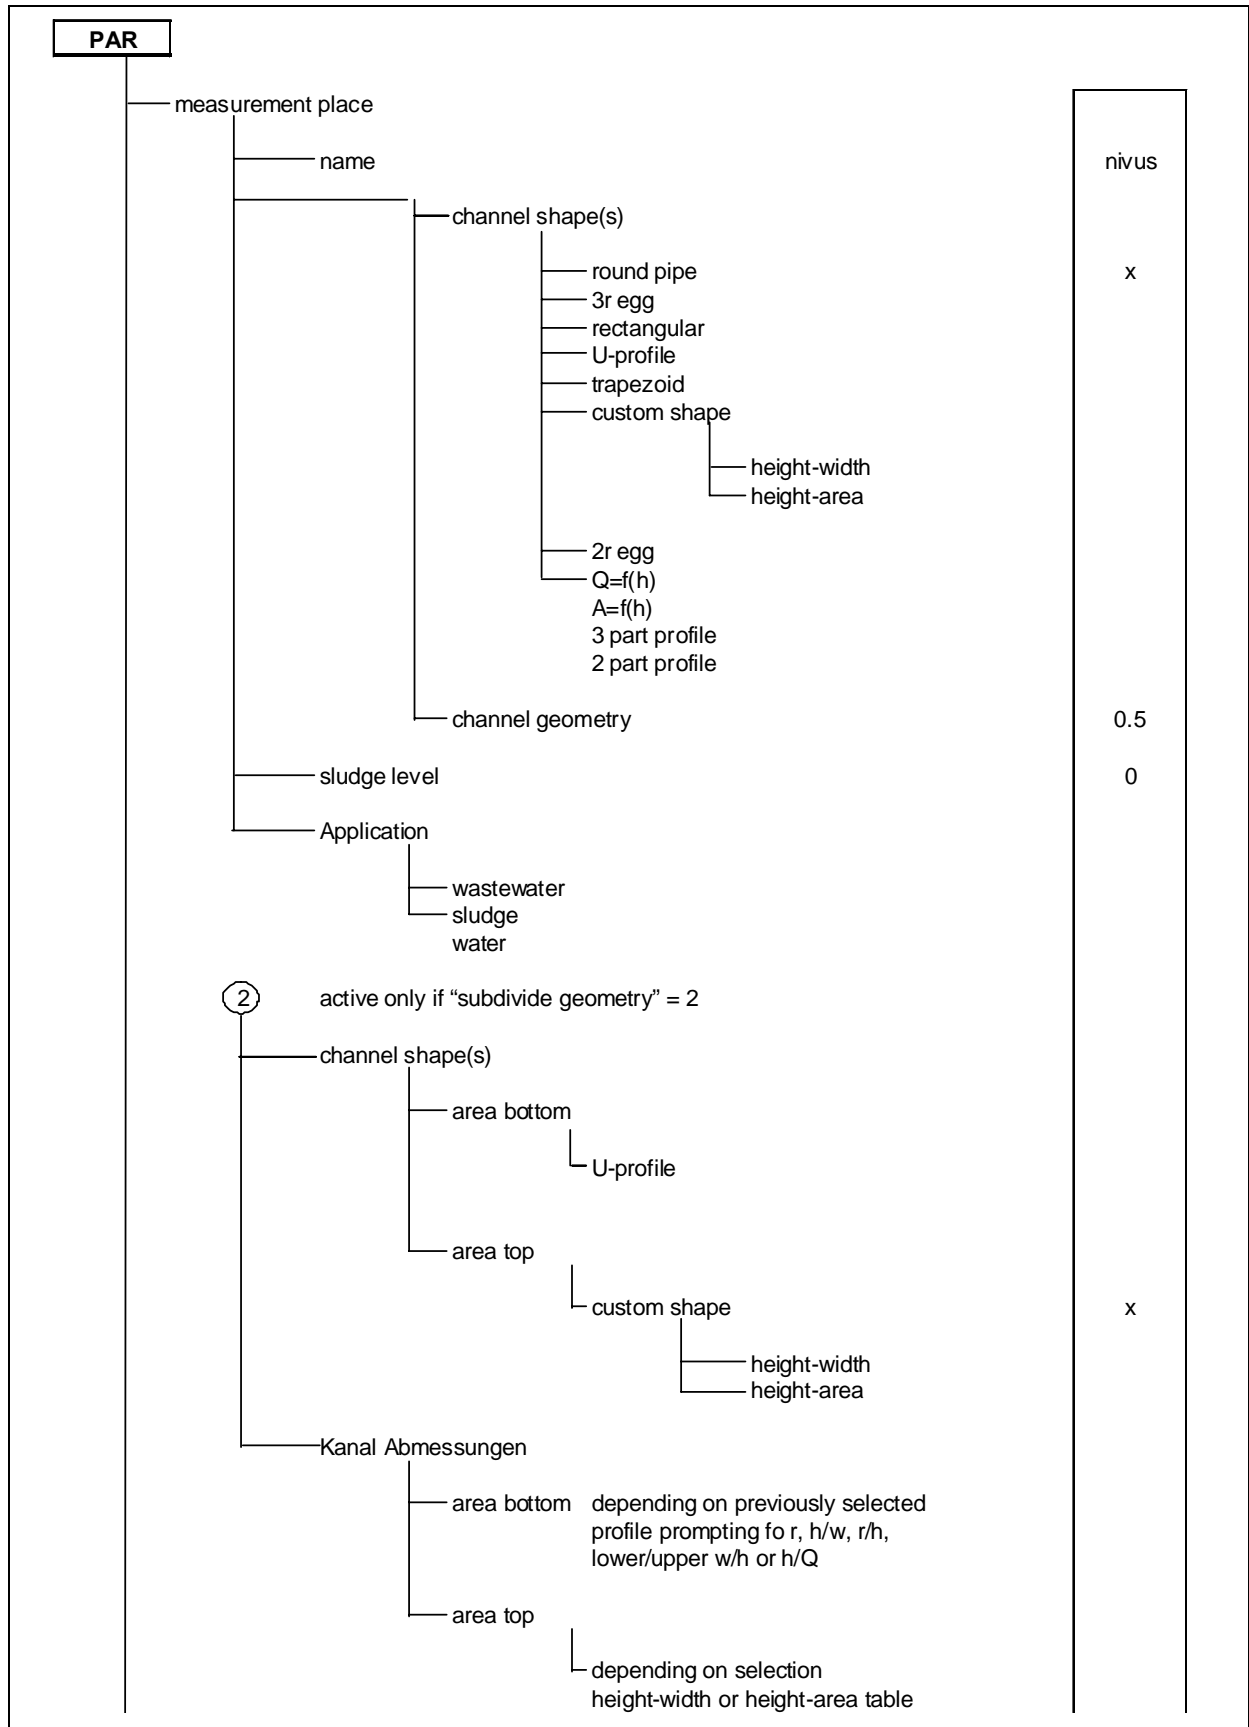 PAR
measurement place
name nivus
channel shape(s)
round pipe x
3r egg
rectangular
U-profile
trapezoid
custom shape
height-width
height-area
2r egg
Q=f(h)
A=f(h)
3 part profile
2 part profile
channel geometry 0.5
sludge level 0
Application
wastewater
sludge
water
2 active only if “subdivide geometry” = 2
channel shape(s)
area bottom
U-profile
area top
custom shape x
height-width
height-area
Kanal Abmessungen
area bottom depending on previously selected
profile prompting fo r, h/w, r/h,
lower/upper w/h or h/Q
area top
depending on selection
height-width or height-area table